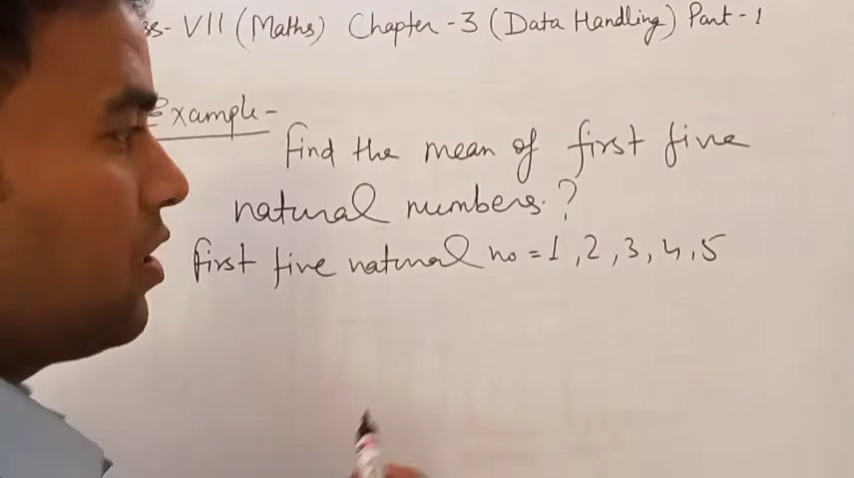 - VII (Maths) Chapter - 3 (Data Handling) Part - 1
Example -
find the mean of first five
natural numbers. ?
first five natural no = 1, 2, 3, 4, 5